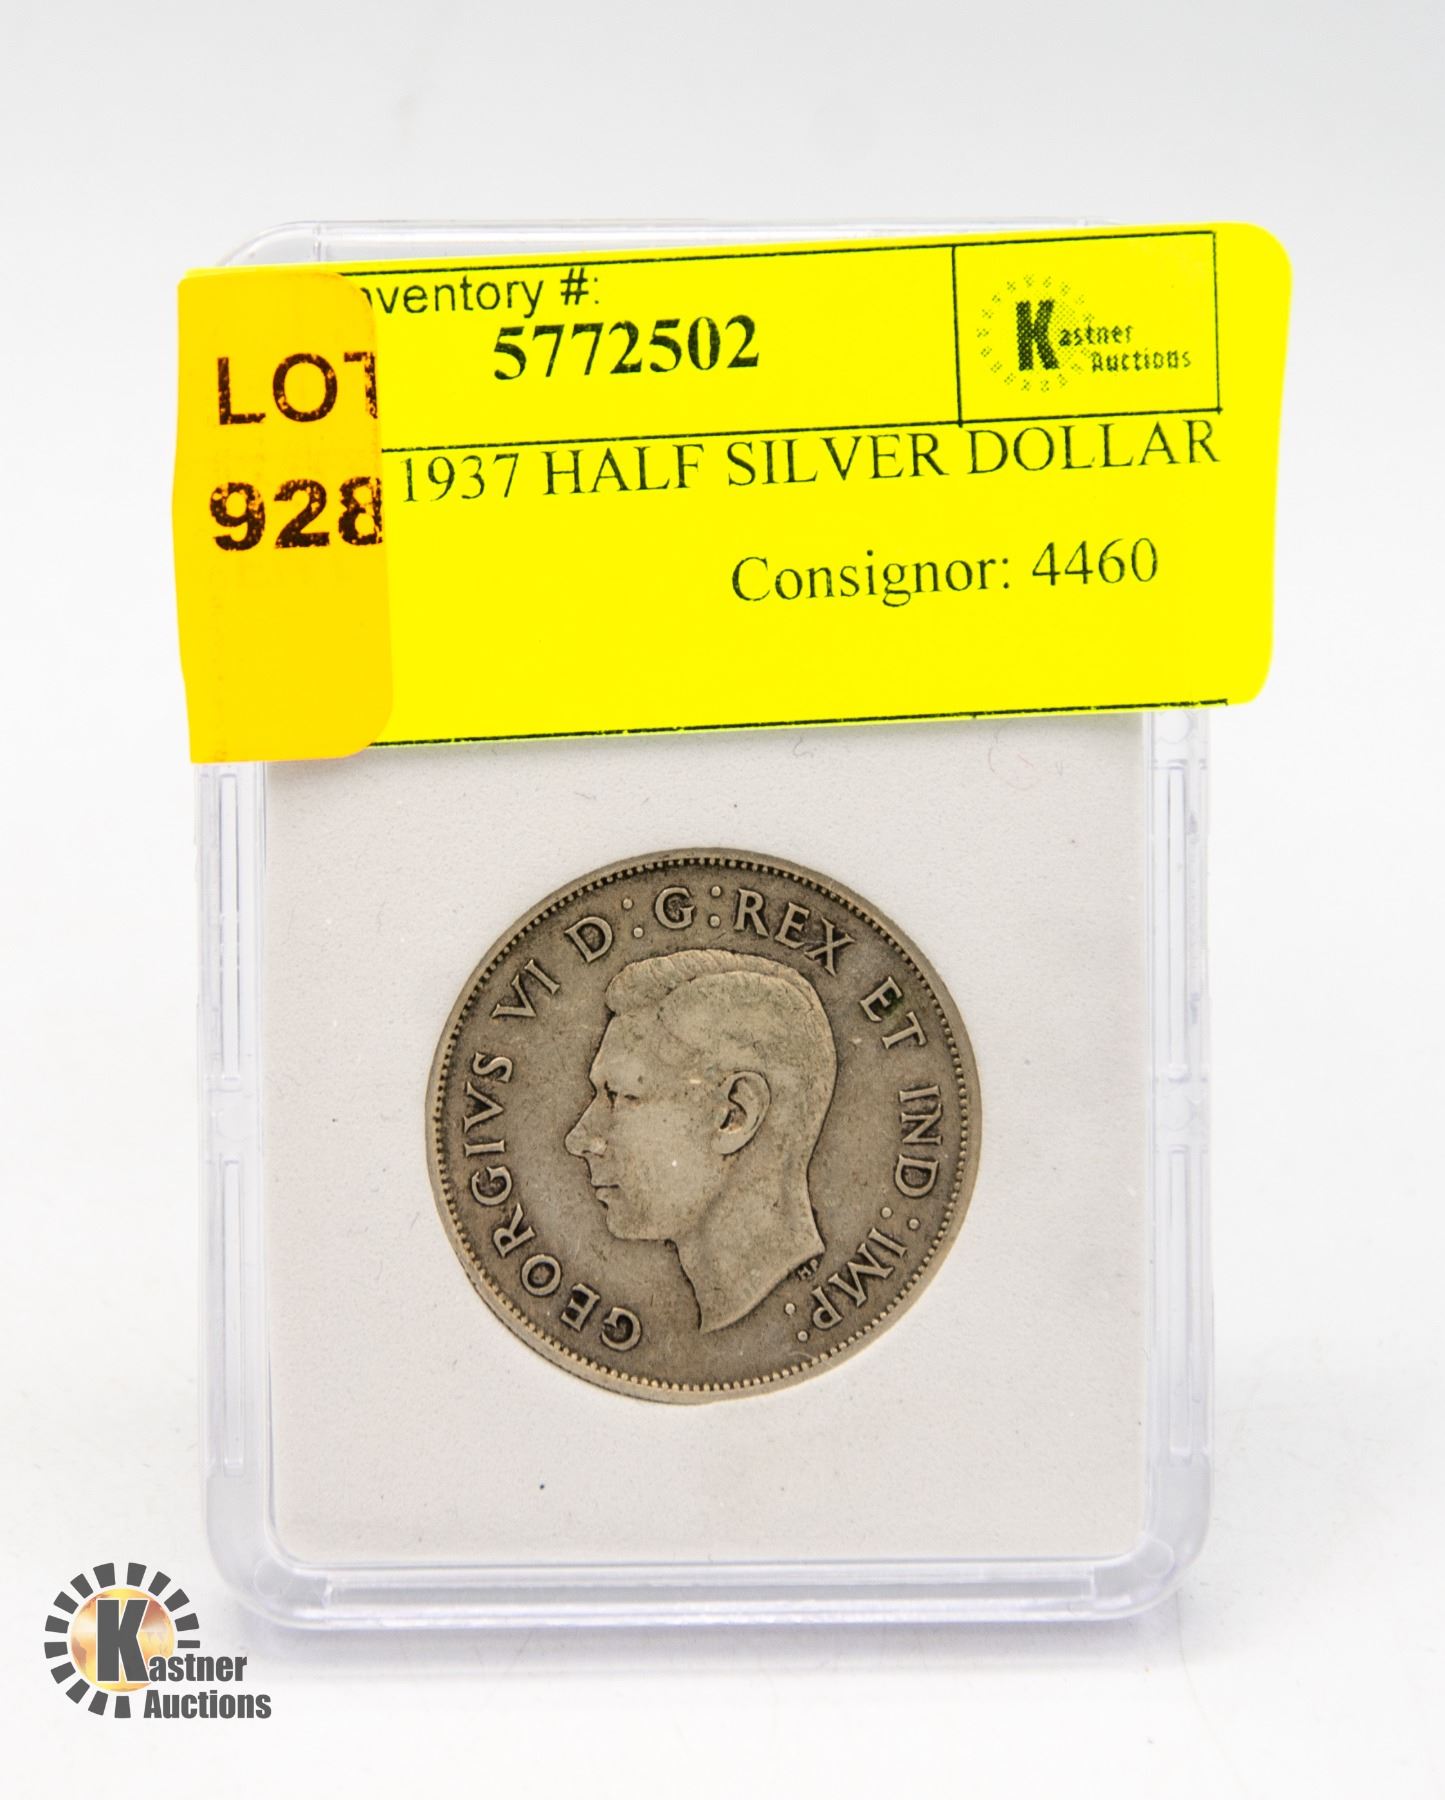 nventory #:
5772502
Kastner
Auctions
LOT
928
1937 HALF SILVER DOLLAR
Consignor: 4460
GEORGIVS VI D:G:REX ET IND:IMP:
HP
Kastner
Auctions